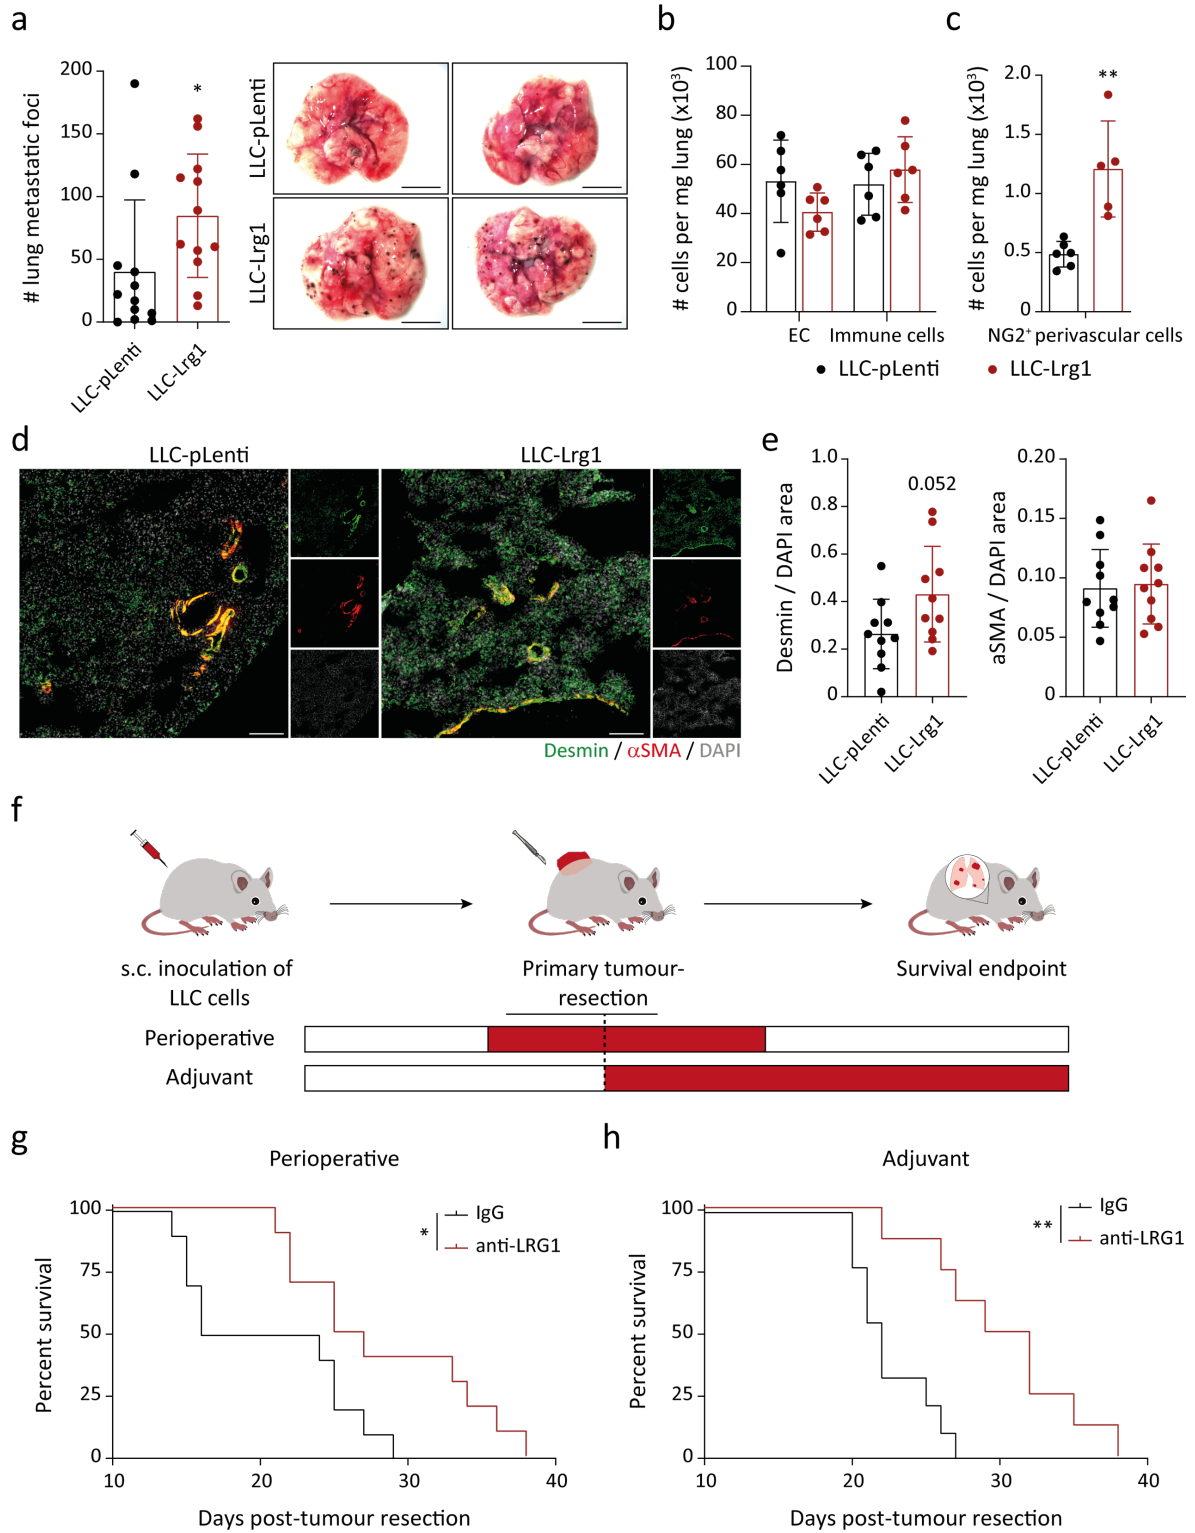 a
# lung metastatic foci
200
150
100
50
0
*
LLC-pLenti
LLC-Lrg1
LLC-pLenti
LLC-Lrg1
b
# cells per mg lung (x10³)
100
80
60
40
20
0
EC
Immune cells
c
# cells per mg lung (x10³)
2.0
1.5
1.0
0.5
0
**
NG2⁺ perivascular cells
LLC-pLenti
LLC-Lrg1
d
LLC-pLenti
LLC-Lrg1
Desmin / αSMA / DAPI
e
Desmin / DAPI area
1.0
0.8
0.6
0.4
0.2
0
0.052
LLC-pLenti
LLC-Lrg1
aSMA / DAPI area
0.20
0.15
0.10
0.05
0
LLC-pLenti
LLC-Lrg1
f
s.c. inoculation of
LLC cells
Primary tumour-
resection
Survival endpoint
Perioperative
Adjuvant
g
Perioperative
Percent survival
100
75
50
25
0
10
20
30
40
Days post-tumour resection
*
IgG
anti-LRG1
h
Adjuvant
Percent survival
100
75
50
25
0
10
20
30
40
Days post-tumour resection
**
IgG
anti-LRG1